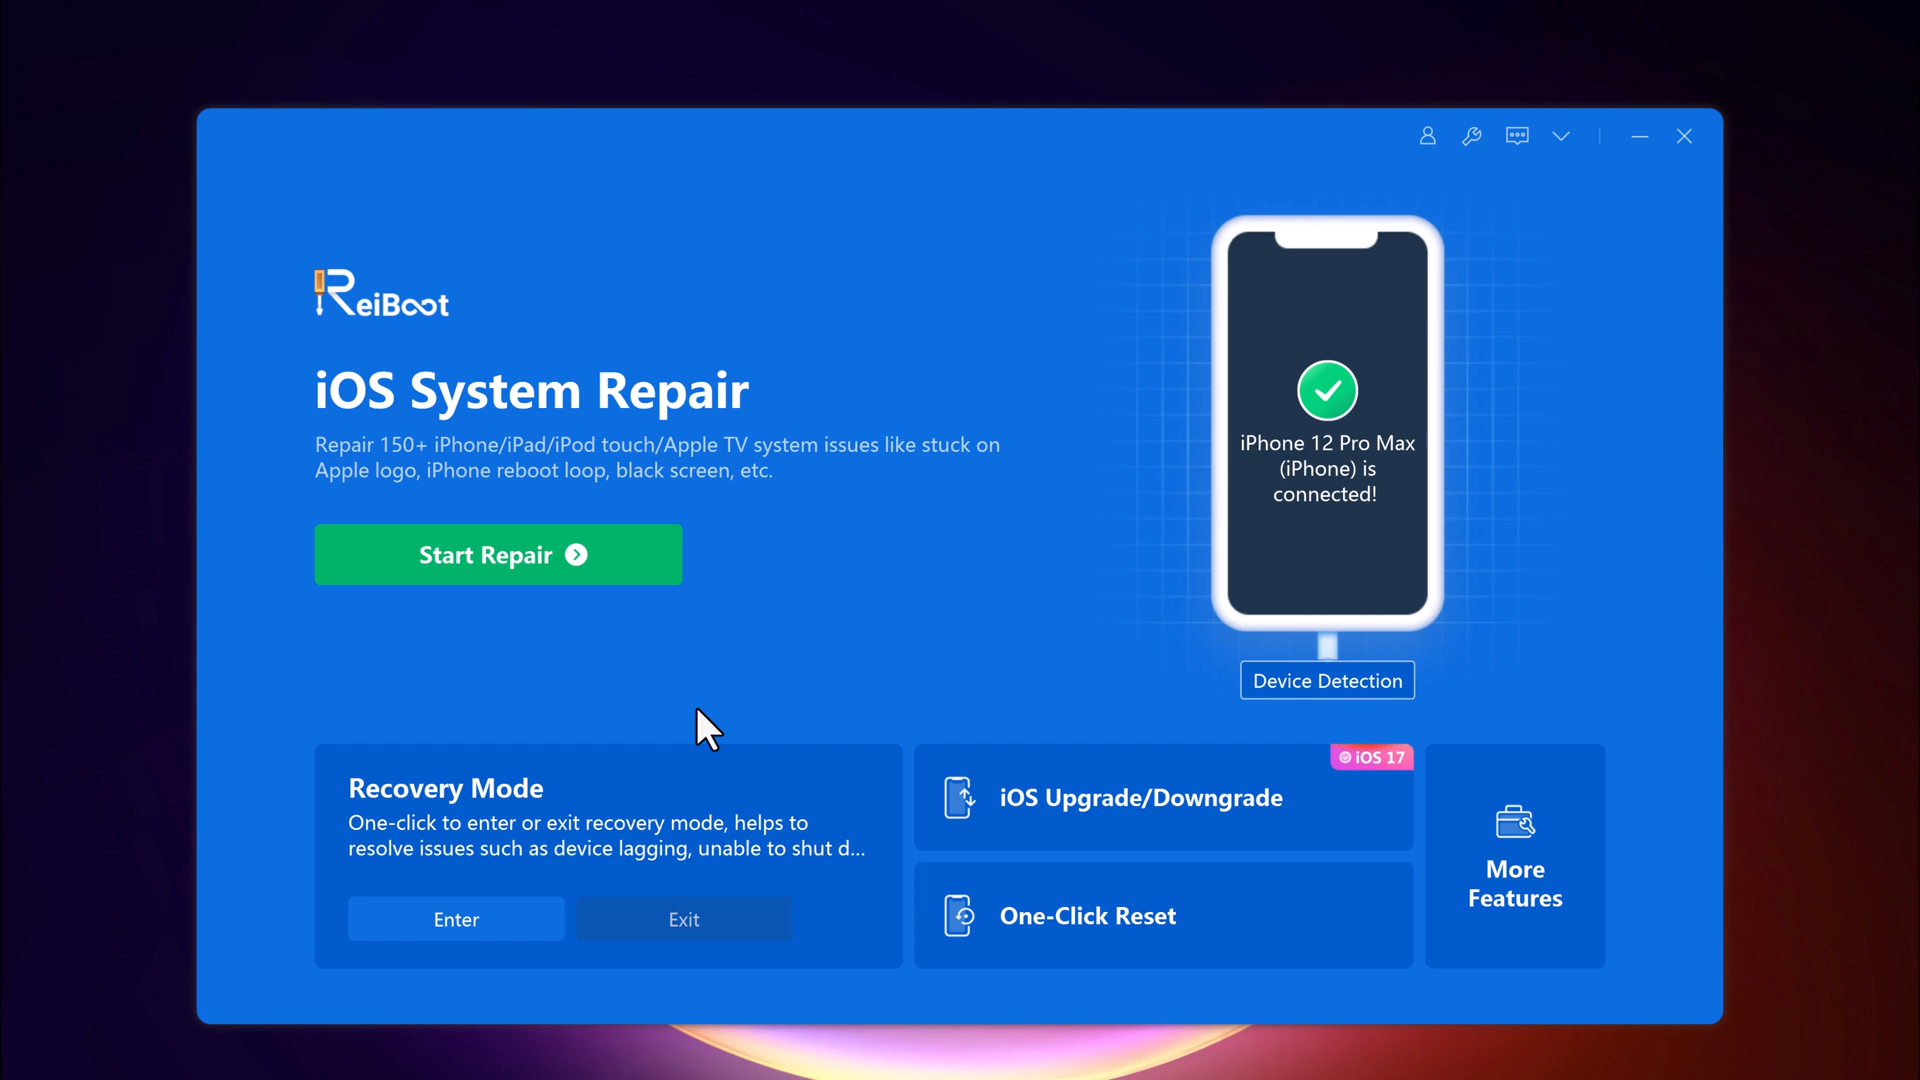 ReiBoot
iOS System Repair
Repair 150+ iPhone/iPad/iPod touch/Apple TV system issues like stuck on
Apple logo, iPhone reboot loop, black screen, etc.
Start Repair
iPhone 12 Pro Max
(iPhone) is
connected!
Device Detection
Recovery Mode
One-click to enter or exit recovery mode, helps to
resolve issues such as device lagging, unable to shut d...
Enter
Exit
iOS 17
iOS Upgrade/Downgrade
One-Click Reset
More
Features